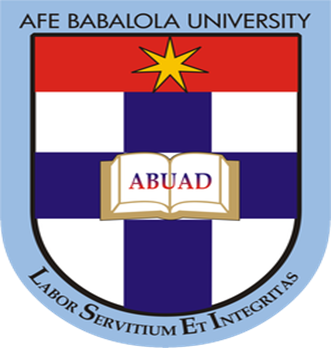 AFE BABALOLA UNIVERSITY
ABUAD
LABOR SERVITIUM ET INTEGRITAS